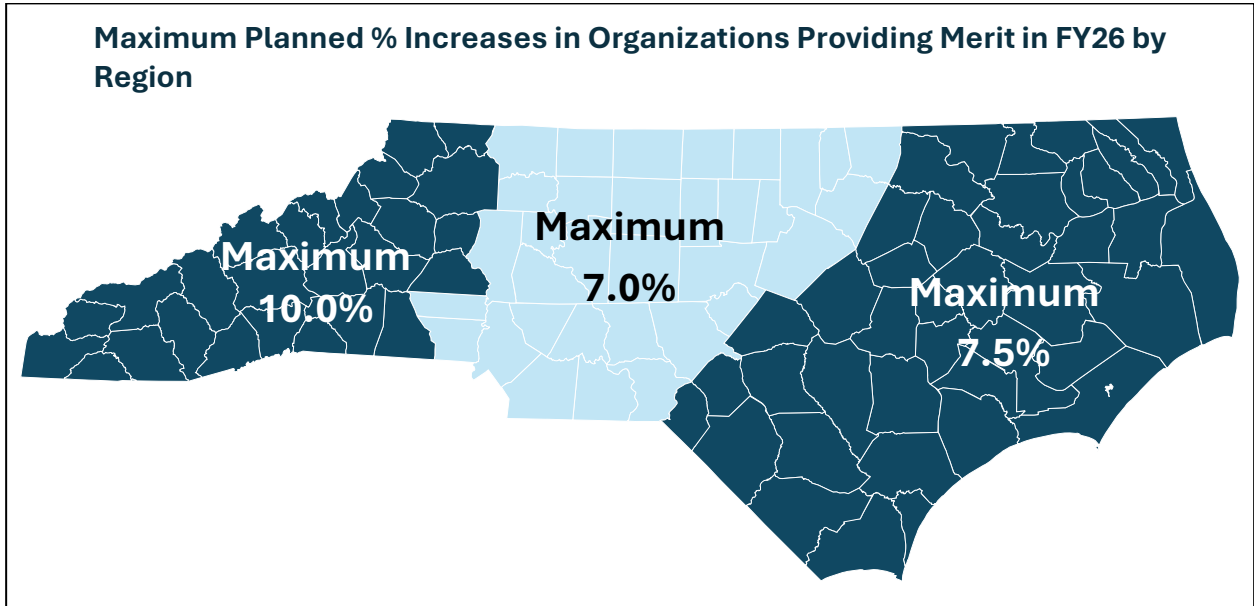 Maximum Planned % Increases in Organizations Providing Merit in FY26 by
Region
Maximum
10.0%
Maximum
7.0%
Maximum
7.5%